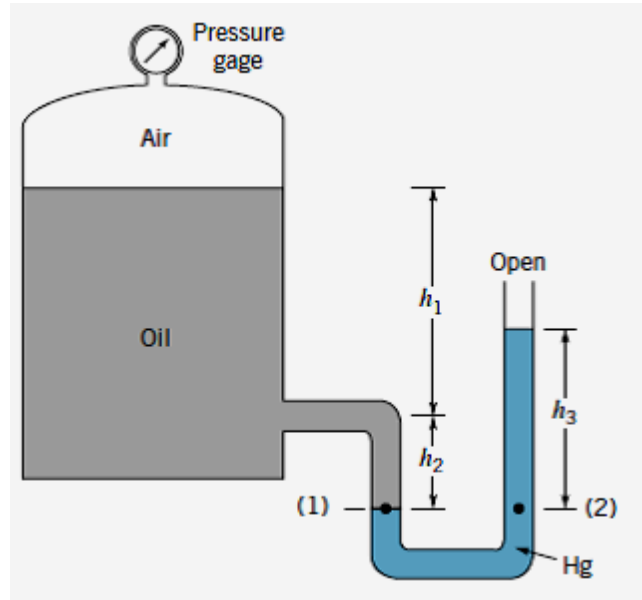 Pressure
gage
Air
Open
h₁
Oil
h₃
h₂
(1)
(2)
Hg